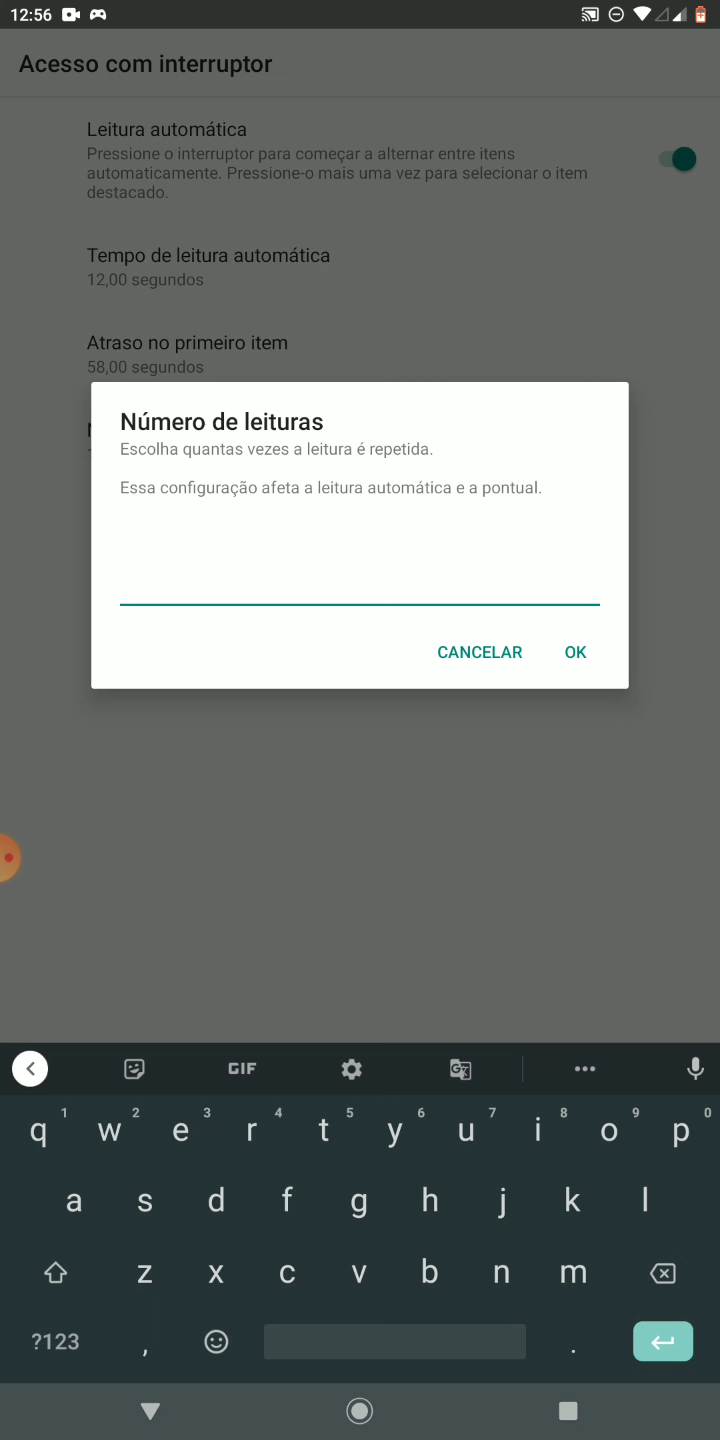 12:56
Acesso com interruptor
Leitura automática
Pressione o interruptor para começar a alternar entre itens
automaticamente. Pressione-o mais uma vez para selecionar o item
destacado.
Tempo de leitura automática
12,00 segundos
Atraso no primeiro item
58,00 segundos
Número de leituras
Escolha quantas vezes a leitura é repetida.
Essa configuração afeta a leitura automática e a pontual.
CANCELAR OK
GIF
q 1 w 2 e 3 r 4 t 5 y 6 u 7 i 8 o 9 p 0
a s d f g h j k l
z x c v b n m
?123 , .